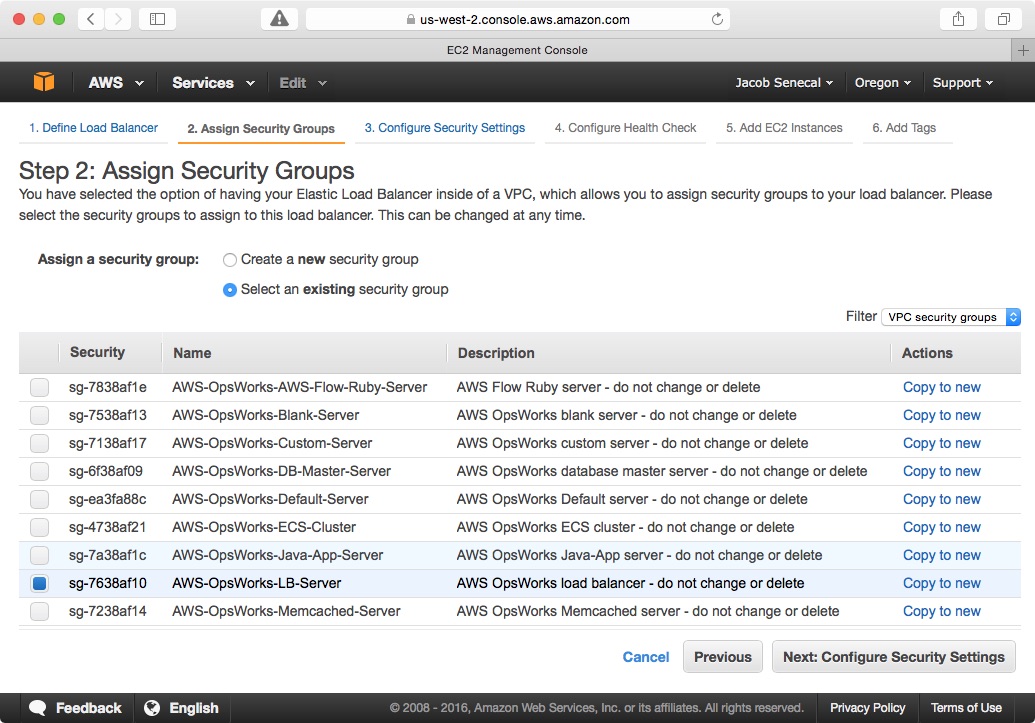 us-west-2.console.aws.amazon.com
EC2 Management Console
AWS Services Edit Jacob Senecal Oregon Support
1. Define Load Balancer 2. Assign Security Groups 3. Configure Security Settings 4. Configure Health Check 5. Add EC2 Instances 6. Add Tags
Step 2: Assign Security Groups
You have selected the option of having your Elastic Load Balancer inside of a VPC, which allows you to assign security groups to your load balancer. Please
select the security groups to assign to this load balancer. This can be changed at any time.
Assign a security group: Create a new security group
Select an existing security group
Filter VPC security groups
Security Name Description Actions
sg-7838af1e AWS-OpsWorks-AWS-Flow-Ruby-Server AWS Flow Ruby server - do not change or delete Copy to new
sg-7538af13 AWS-OpsWorks-Blank-Server AWS OpsWorks blank server - do not change or delete Copy to new
sg-7138af17 AWS-OpsWorks-Custom-Server AWS OpsWorks custom server - do not change or delete Copy to new
sg-6f38af09 AWS-OpsWorks-DB-Master-Server AWS OpsWorks database master server - do not change or delete Copy to new
sg-ea3fa88c AWS-OpsWorks-Default-Server AWS OpsWorks Default server - do not change or delete Copy to new
sg-4738af21 AWS-OpsWorks-ECS-Cluster AWS OpsWorks ECS cluster - do not change or delete Copy to new
sg-7a38af1c AWS-OpsWorks-Java-App-Server AWS OpsWorks Java-App server - do not change or delete Copy to new
sg-7638af10 AWS-OpsWorks-LB-Server AWS OpsWorks load balancer - do not change or delete Copy to new
sg-7238af14 AWS-OpsWorks-Memcached-Server AWS OpsWorks Memcached server - do not change or delete Copy to new
Cancel Previous Next: Configure Security Settings
Feedback English © 2008 - 2016, Amazon Web Services, Inc. or its affiliates. All rights reserved. Privacy Policy Terms of Use